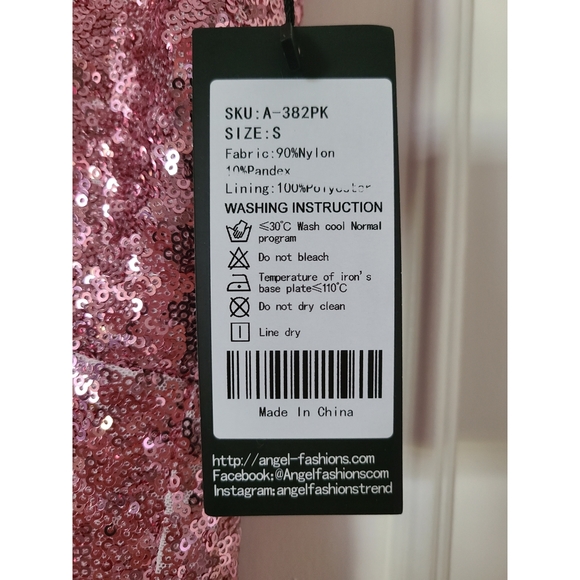 SKU:A-382PK
SIZE:S
Fabric:90%Nylon
10%Pandex
Lining:100%Polyester
WASHING INSTRUCTION
≤30℃ Wash cool Normal
program
Do not bleach
Temperature of iron's
base plate≤110℃
Do not dry clean
Line dry
Made In China
http://angel-fashions.com
Facebook:@Angelfashionscom
Instagram:angelfashionstrend